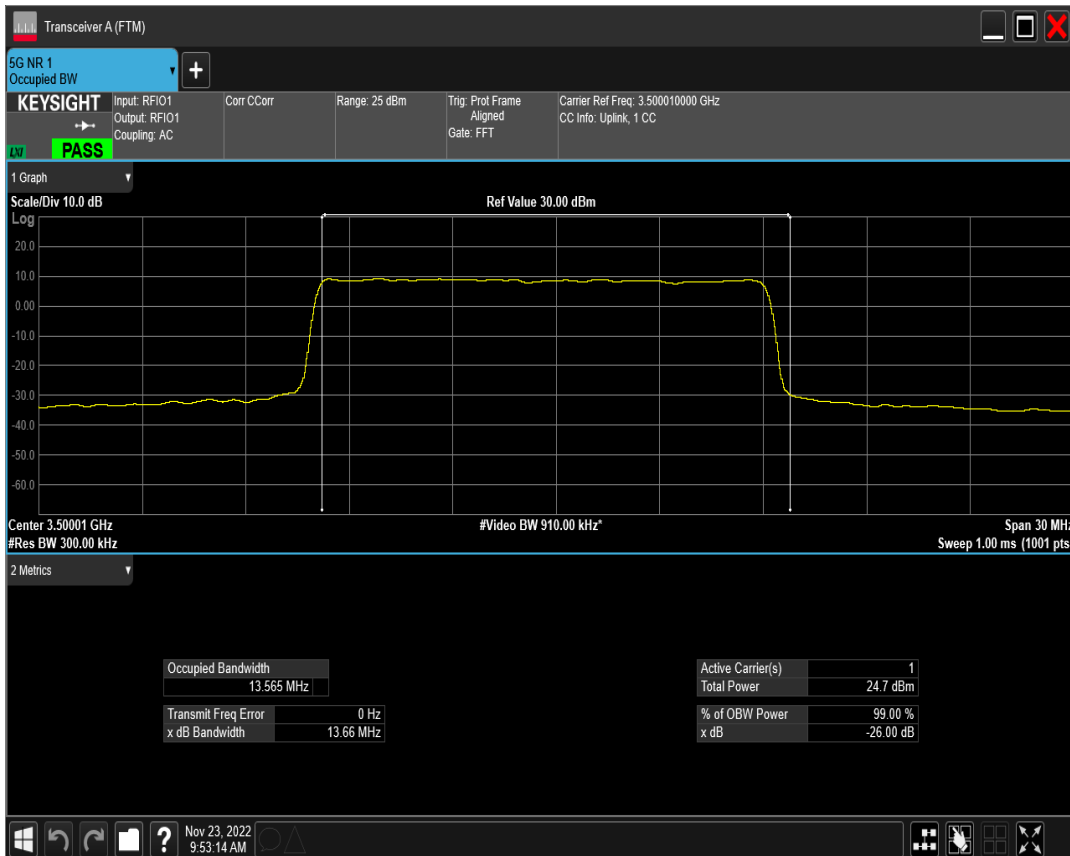 Transceiver A (FTM)
5G NR 1
Occupied BW
+
KEYSIGHT
LXI
PASS
Input: RFIO1
Output: RFIO1
Coupling: AC
Corr CCorr
Range: 25 dBm
Trig: Prot Frame
Aligned
Gate: FFT
Carrier Ref Freq: 3.500010000 GHz
CC Info: Uplink, 1 CC
1 Graph
Scale/Div 10.0 dB
Ref Value 30.00 dBm
Log
20.0
10.0
0.00
-10.0
-20.0
-30.0
-40.0
-50.0
-60.0
Center 3.50001 GHz
#Video BW 910.00 kHz*
Span 30 MHz
#Res BW 300.00 kHz
Sweep 1.00 ms (1001 pts
2 Metrics
Occupied Bandwidth
13.565 MHz
Transmit Freq Error 0 Hz
x dB Bandwidth 13.66 MHz
Active Carrier(s) 1
Total Power 24.7 dBm
% of OBW Power 99.00 %
x dB -26.00 dB
?
Nov 23, 2022
9:53:14 AM